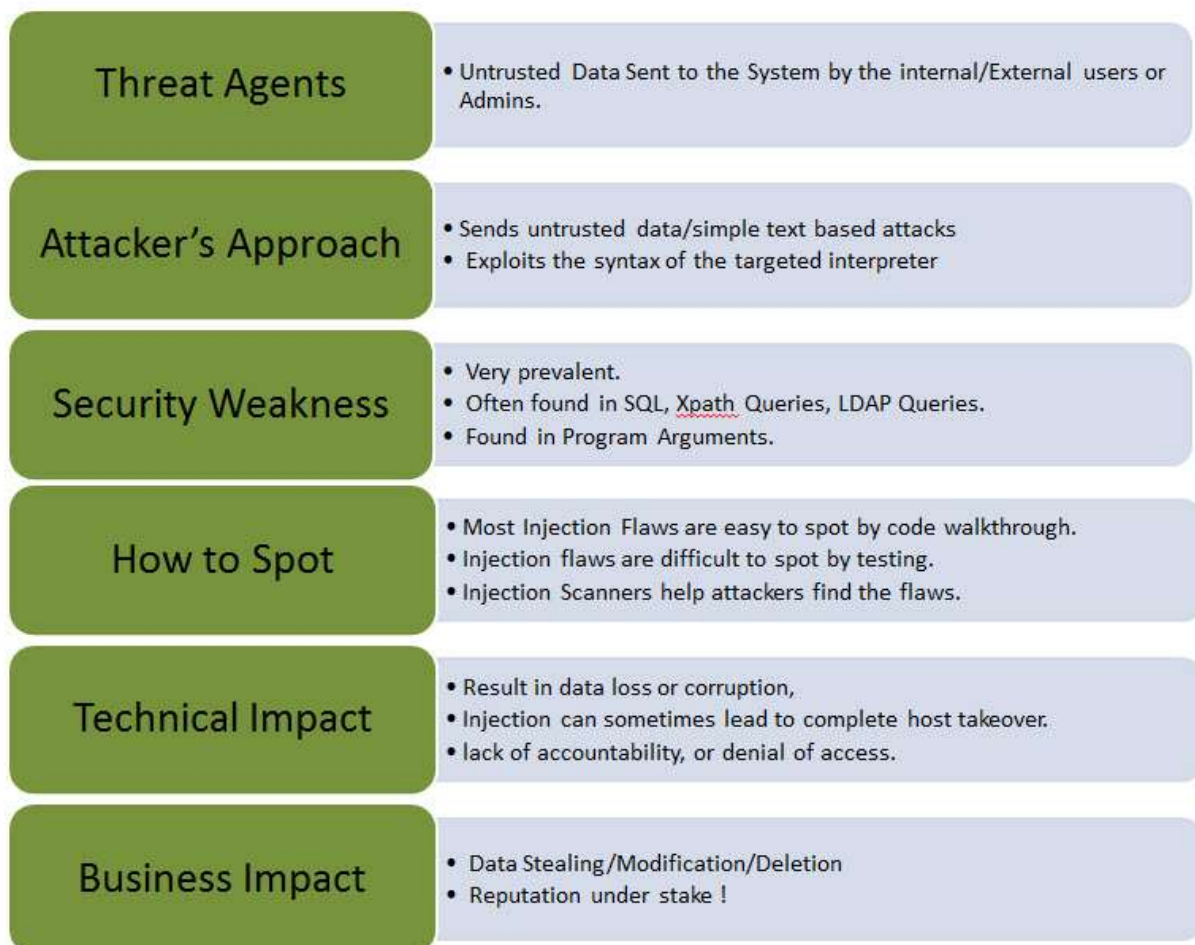 Threat Agents
• Untrusted Data Sent to the System by the internal/External users or
Admins.
Attacker's Approach
• Sends untrusted data/simple text based attacks
• Exploits the syntax of the targeted interpreter
Security Weakness
• Very prevalent.
• Often found in SQL, Xpath Queries, LDAP Queries.
• Found in Program Arguments.
How to Spot
• Most Injection Flaws are easy to spot by code walkthrough.
• Injection flaws are difficult to spot by testing.
• Injection Scanners help attackers find the flaws.
Technical Impact
• Result in data loss or corruption,
• Injection can sometimes lead to complete host takeover.
• lack of accountability, or denial of access.
Business Impact
• Data Stealing/Modification/Deletion
• Reputation under stake !